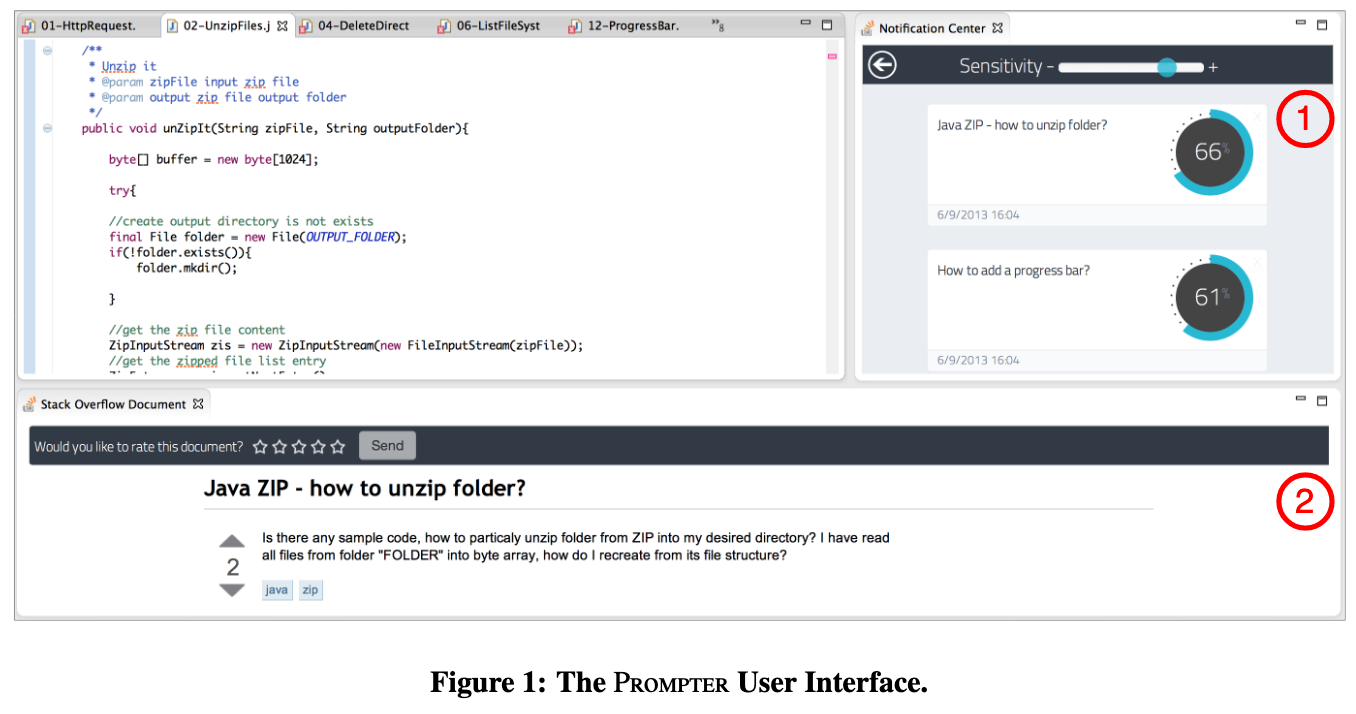 01-HttpRequest.
02-UnzipFiles.j
04-DeleteDirect
06-ListFileSyst
12-ProgressBar.
»8
/**
* Unzip it
* @param zipFile input zip file
* @param output zip file output folder
*/
public void unZipIt(String zipFile, String outputFolder){
byte[] buffer = new byte[1024];
try{
//create output directory is not exists
final File folder = new File(OUTPUT_FOLDER);
if(!folder.exists()){
folder.mkdir();
}
//get the zip file content
ZipInputStream zis = new ZipInputStream(new FileInputStream(zipFile));
//get the zipped file list entry
Notification Center
Sensitivity - +
1
Java ZIP - how to unzip folder?
66%
6/9/2013 16:04
How to add a progress bar?
61%
6/9/2013 16:04
Stack Overflow Document
Would you like to rate this document? Send
2
Java ZIP - how to unzip folder?
Is there any sample code, how to particaly unzip folder from ZIP into my desired directory? I have read
all files from folder "FOLDER" into byte array, how do I recreate from its file structure?
2
java zip
Figure 1: The PROMPTER User Interface.